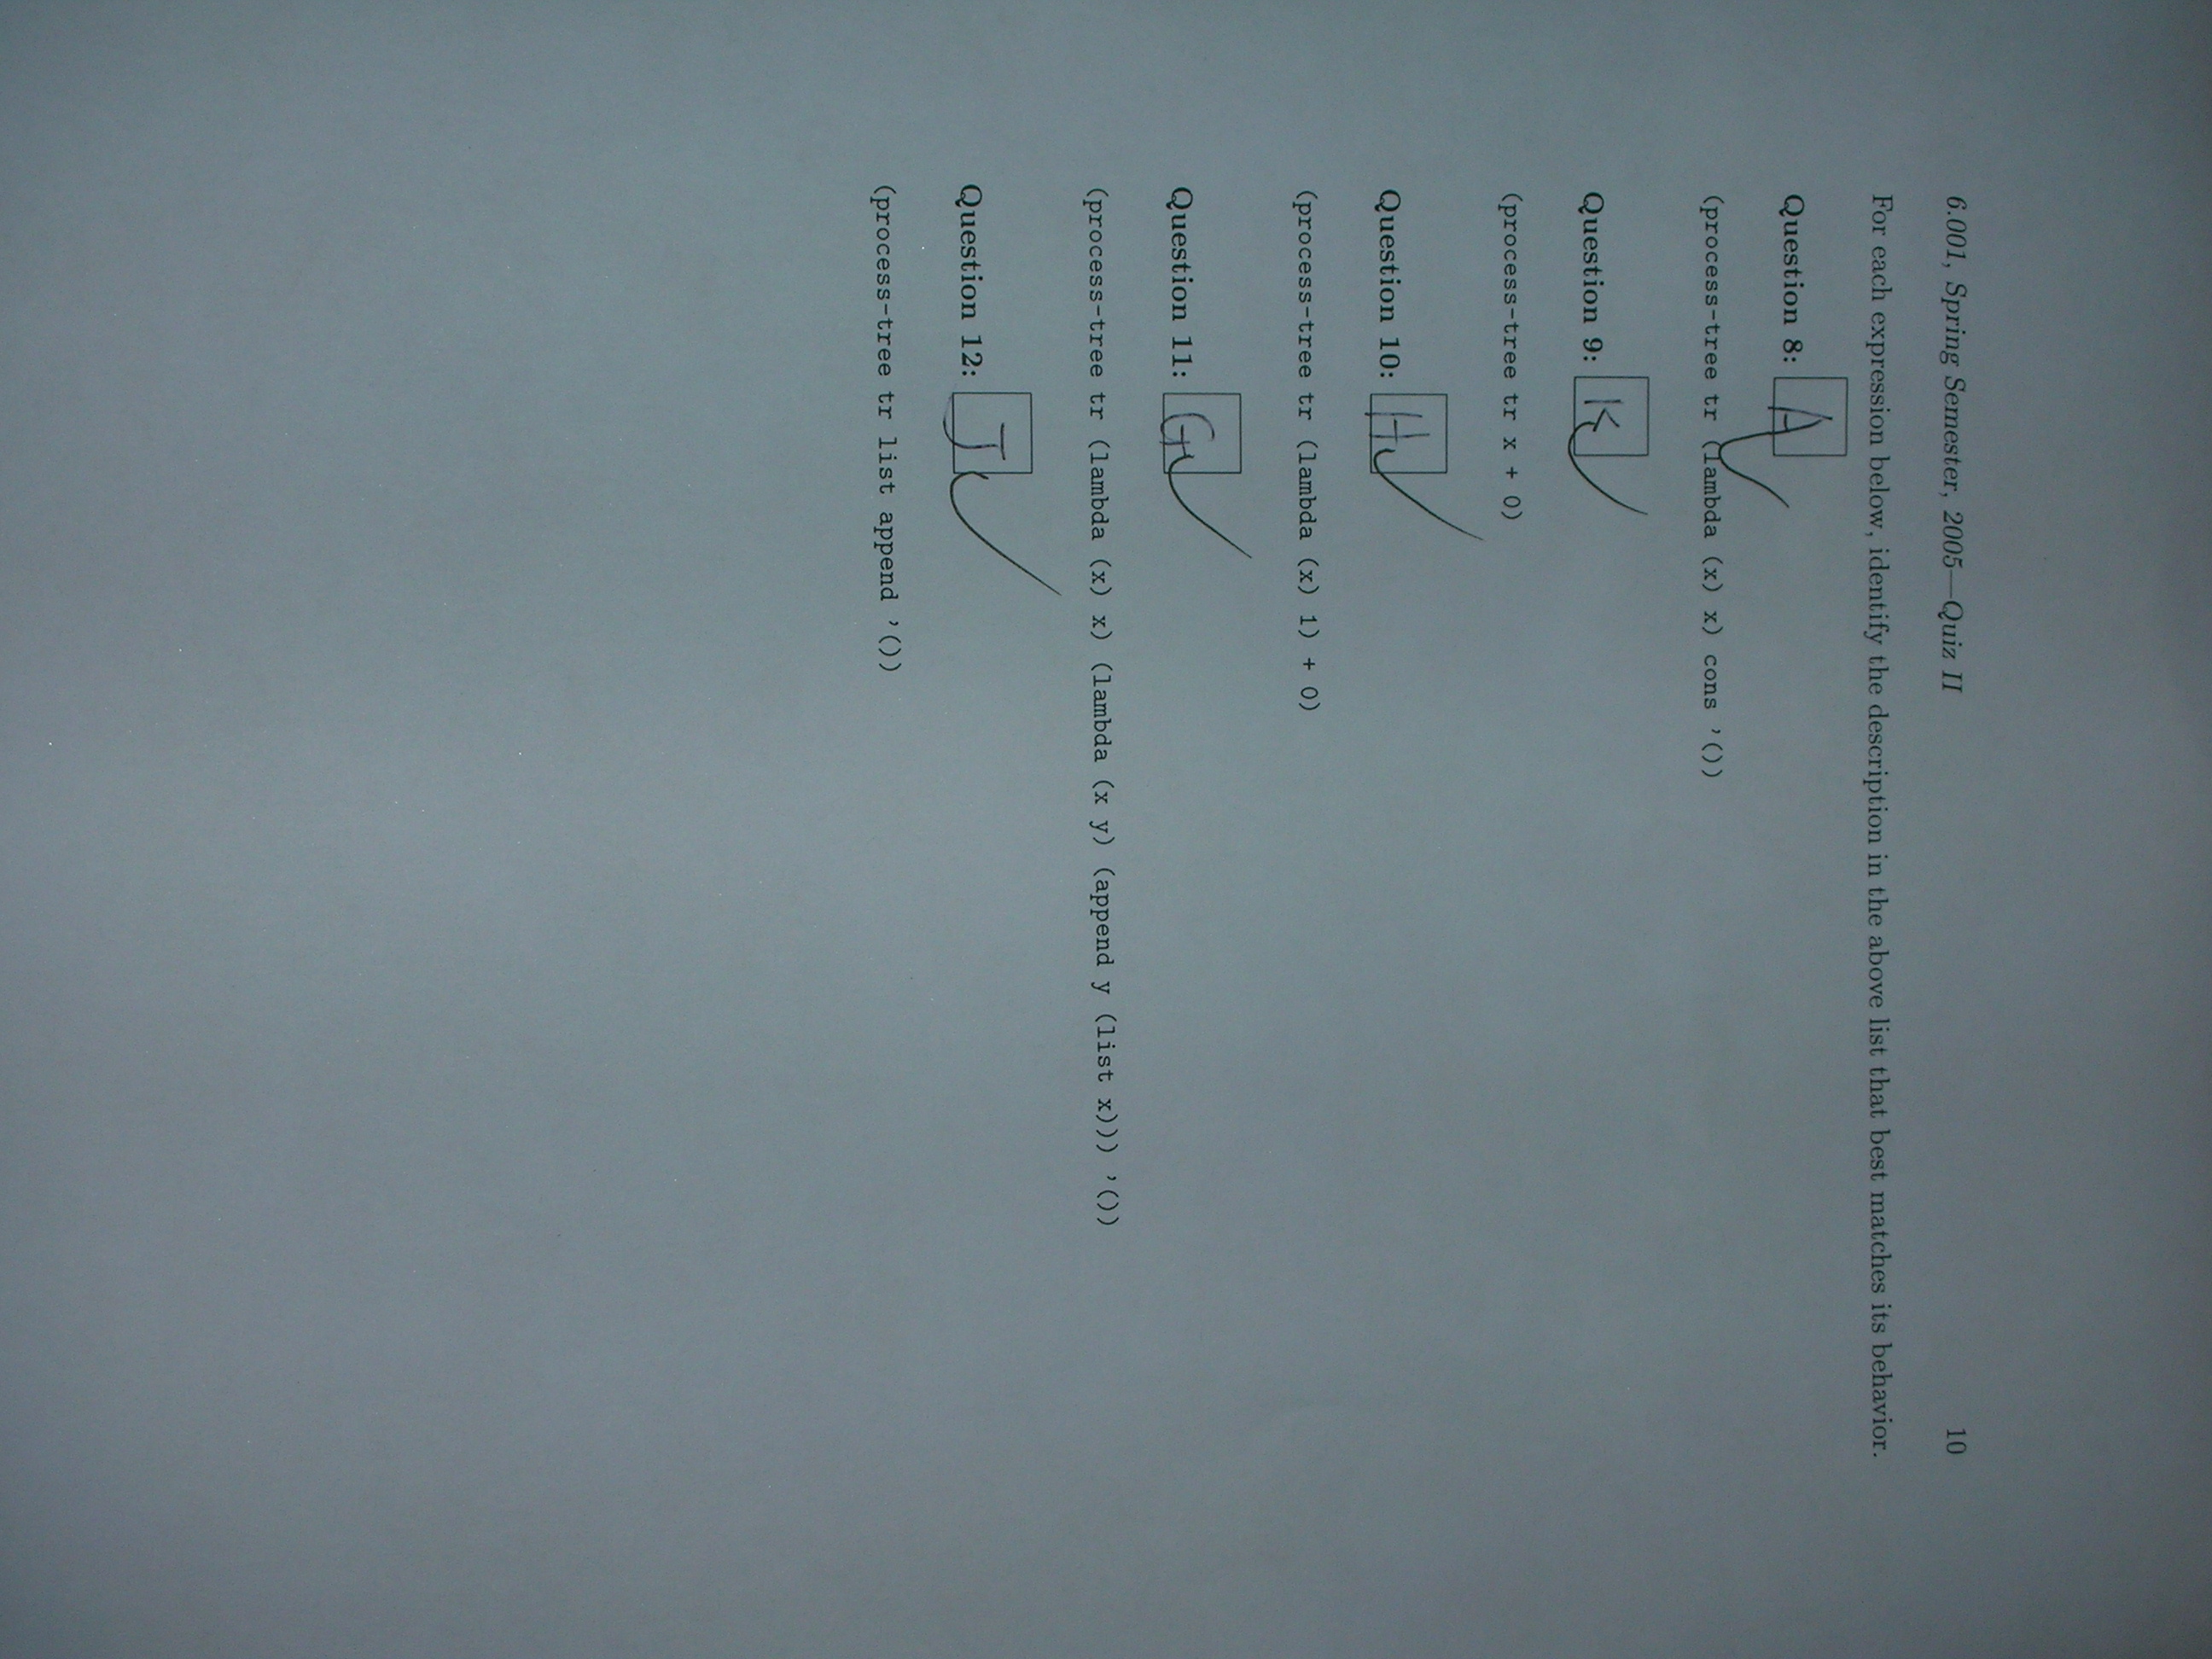 6.001, Spring Semester, 2005—Quiz II 10
For each expression below, identify the description in the above list that best matches its behavior.
Question 8: A
(process-tree tr (lambda (x) x) cons '())
Question 9: K
(process-tree tr x + 0)
Question 10: H
(process-tree tr (lambda (x) 1) + 0)
Question 11: G
(process-tree tr (lambda (x) x) (lambda (x y) (append y (list x))) '())
Question 12: J
(process-tree tr list append '())